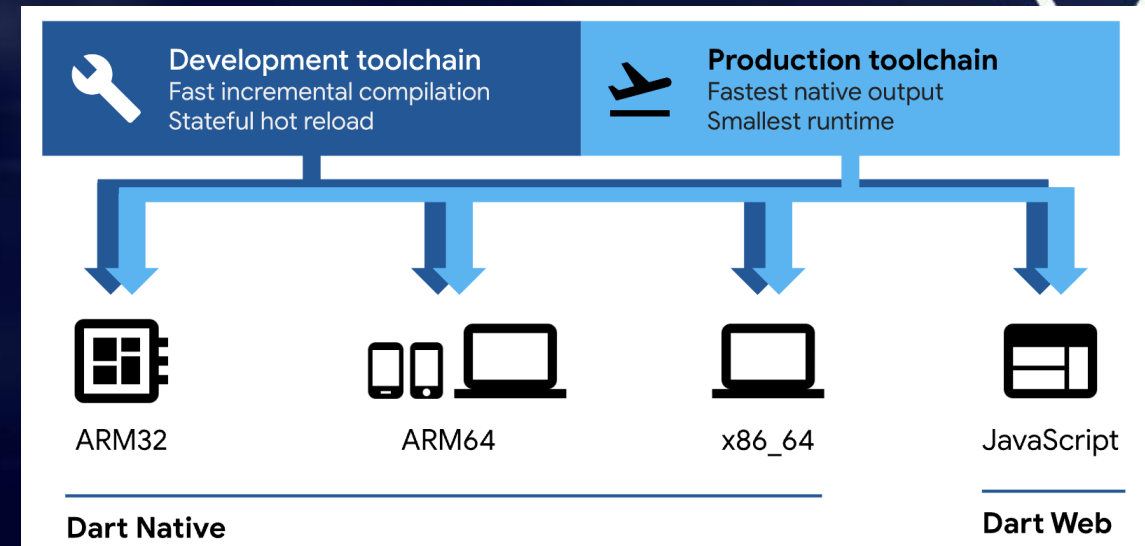 Development toolchain
Fast incremental compilation
Stateful hot reload
Production toolchain
Fastest native output
Smallest runtime
ARM32
ARM64
x86_64
JavaScript
Dart Native
Dart Web